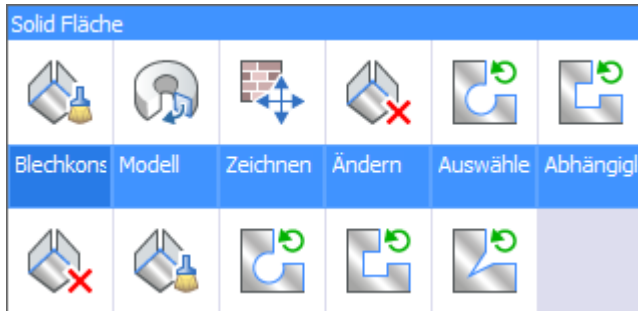 Solid Fläche
Blechkons
Modell
Zeichnen
Ändern
Auswähle
Abhängigl